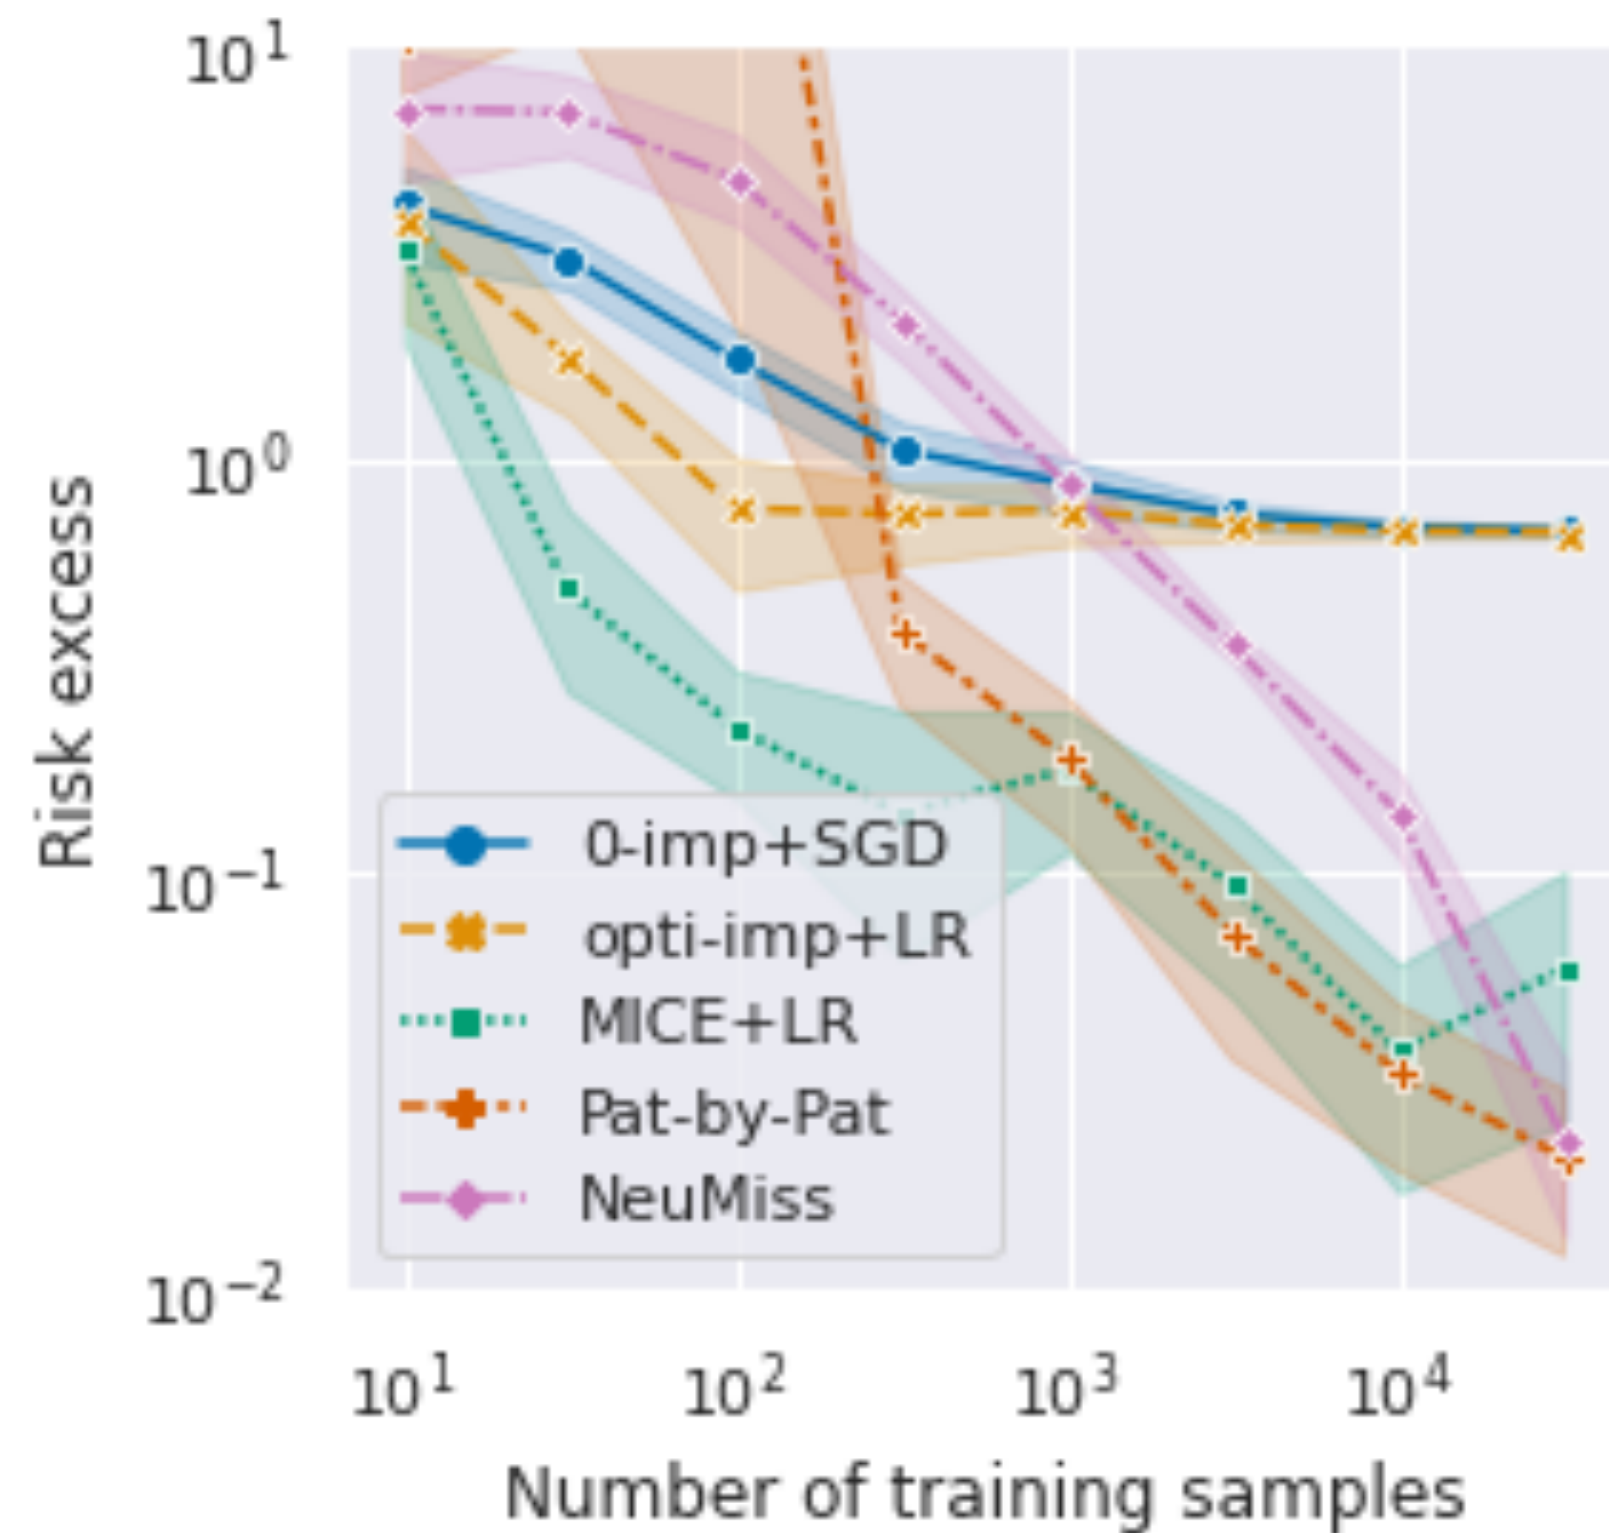 10^1
10^0
10^-1
10^-2
Risk excess
0-imp+SGD
opti-imp+LR
MICE+LR
Pat-by-Pat
NeuMiss
10^1 10^2 10^3 10^4
Number of training samples